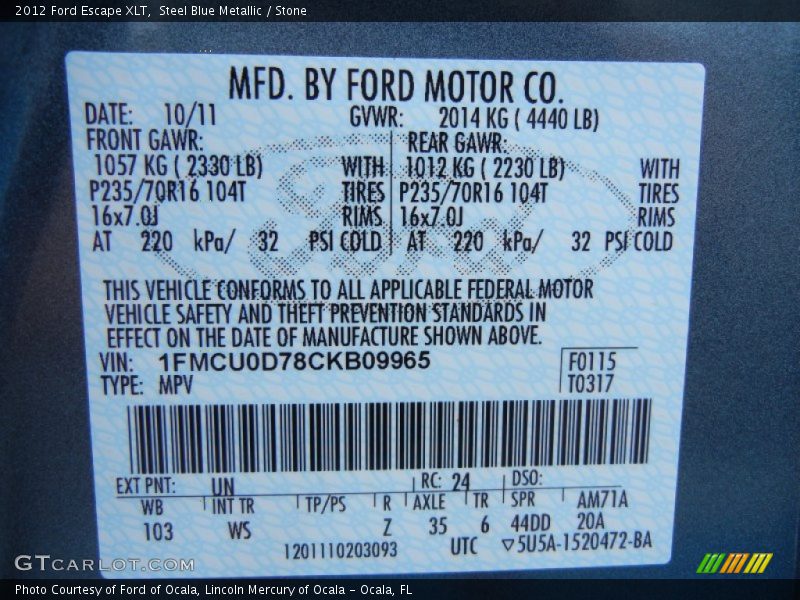 2012 Ford Escape XLT, Steel Blue Metallic / Stone
MFD. BY FORD MOTOR CO.
DATE: 10/11 GVWR: 2014 KG ( 4440 LB)
FRONT GAWR: REAR GAWR:
1057 KG ( 2330 LB) WITH 1012 KG ( 2230 LB) WITH
P235/70R16 104T TIRES P235/70R16 104T TIRES
16x7.0J RIMS 16x7.0J RIMS
AT 220 kPa/ 32 PSI COLD AT 220 kPa/ 32 PSI COLD
Ford
THIS VEHICLE CONFORMS TO ALL APPLICABLE FEDERAL MOTOR
VEHICLE SAFETY AND THEFT PREVENTION STANDARDS IN
EFFECT ON THE DATE OF MANUFACTURE SHOWN ABOVE.
VIN: 1FMCU0D78CKB09965 F0115
TYPE: MPV T0317
EXT PNT: UN RC: 24 DSO:
WB INT TR TP/PS R AXLE TR SPR AM71A
103 WS Z 35 6 44DD 20A
1201110203093 UTC ▽5U5A-1520472-BA
GTCARCOT.COM
Photo Courtesy of Ford of Ocala, Lincoln Mercury of Ocala - Ocala, FL